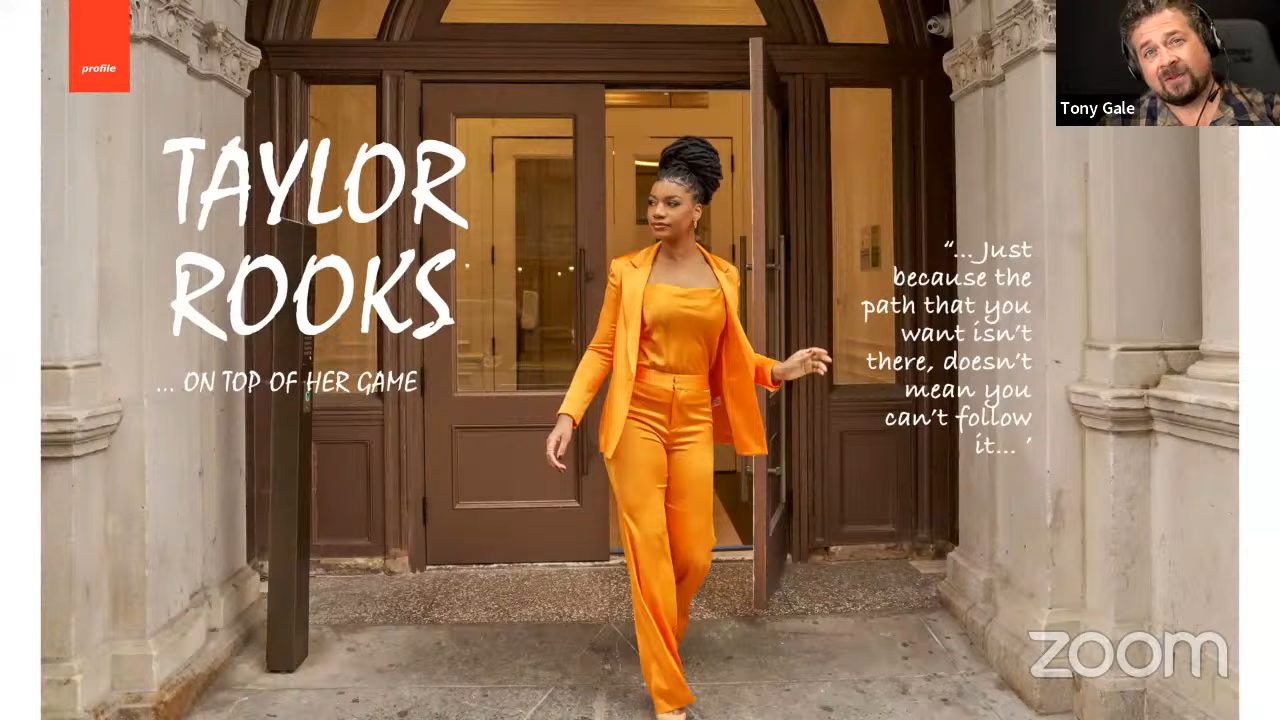 profile
Tony Gale
TAYLOR
ROOKS
... ON TOP OF HER GAME
“...Just
because the
path that you
want isn't
there, doesn't
mean you
can't follow
it... ’
zoom